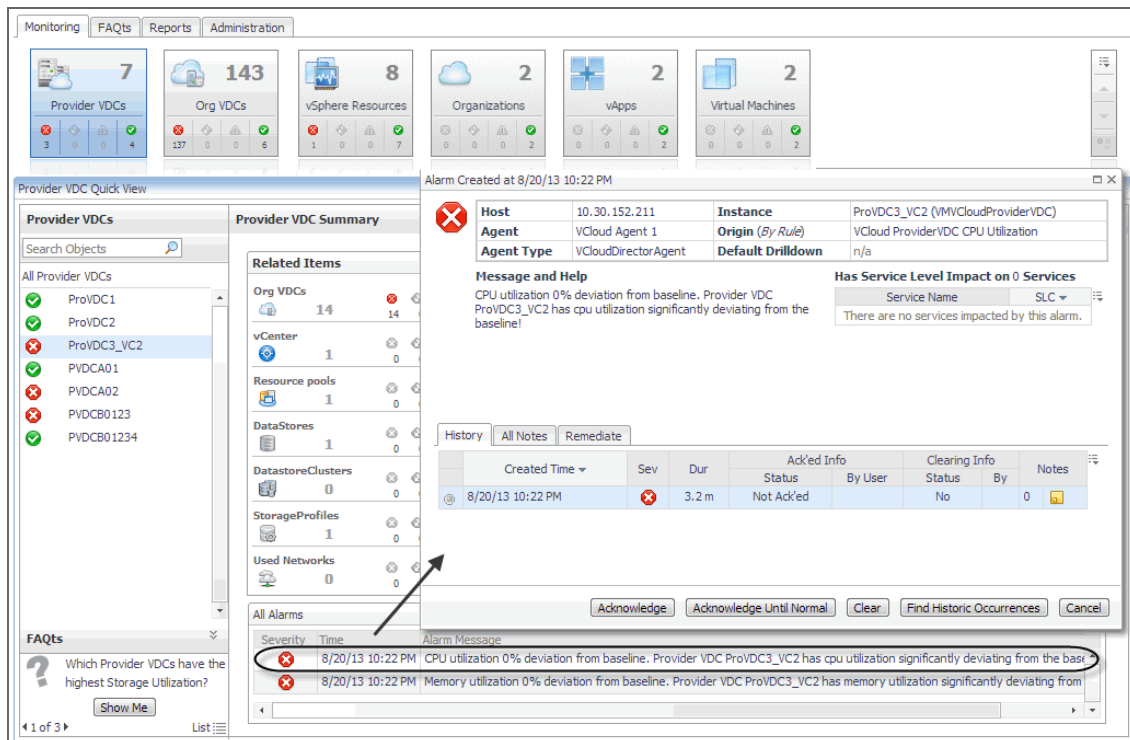 Monitoring FAQts Reports Administration
7 143 8 2 2 2
Provider VDCs Org VDCs vSphere Resources Organizations vApps Virtual Machines
3 0 0 4 137 0 0 6 1 0 0 7 0 0 0 2 0 0 0 2 0 0 0 2
Provider VDC Quick View
Provider VDCs
Search Objects
All Provider VDCs
ProVDC1
ProVDC2
ProVDC3_VC2
PVDCA01
PVDCA02
PVDCB0123
PVDCB01234
FAQts
? Which Provider VDCs have the
highest Storage Utilization?
Show Me
1 of 3 List
Provider VDC Summary
Related Items
Org VDCs
14 14
vCenter
1 0
Resource pools
1 0
DataStores
1 0
DatastoreClusters
0 0
StorageProfiles
1 0
Used Networks
0 0
All Alarms
Severity Time Alarm Message
8/20/13 10:22 PM CPU utilization 0% deviation from baseline. Provider VDC ProVDC3_VC2 has cpu utilization significantly deviating from the base
8/20/13 10:22 PM Memory utilization 0% deviation from baseline. Provider VDC ProVDC3_VC2 has memory utilization significantly deviating from
Alarm Created at 8/20/13 10:22 PM
Host 10.30.152.211 Instance ProVDC3_VC2 (VMVCloudProviderVDC)
Agent VCloud Agent 1 Origin (By Rule) VCloud ProviderVDC CPU Utilization
Agent Type VCloudDirectorAgent Default Drilldown n/a
Message and Help
CPU utilization 0% deviation from baseline. Provider VDC
ProVDC3_VC2 has cpu utilization significantly deviating from the
baseline!
Has Service Level Impact on 0 Services
Service Name SLC
There are no services impacted by this alarm.
History All Notes Remediate
Created Time Sev Dur Ack'ed Info Clearing Info Notes
Status By User Status By
8/20/13 10:22 PM 3.2 m Not Ack'ed No 0
Acknowledge Acknowledge Until Normal Clear Find Historic Occurrences Cancel